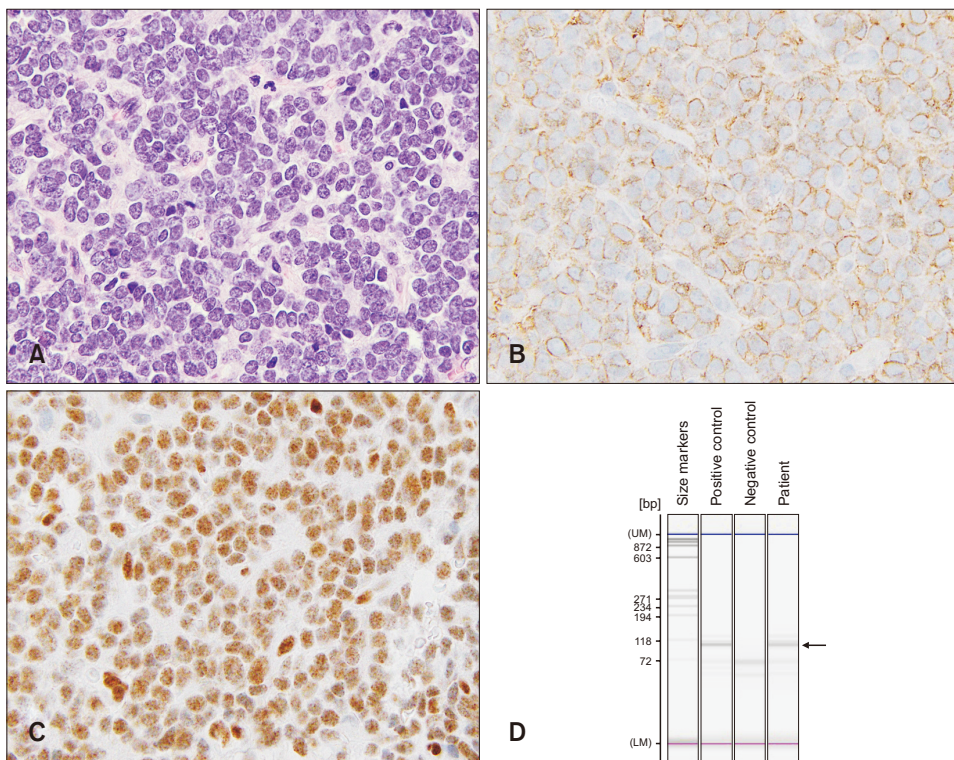 A
B
C
D
[bp]
Size markers
Positive control
Negative control
Patient
(UM)
872
603
271
234
194
118
72
(LM)